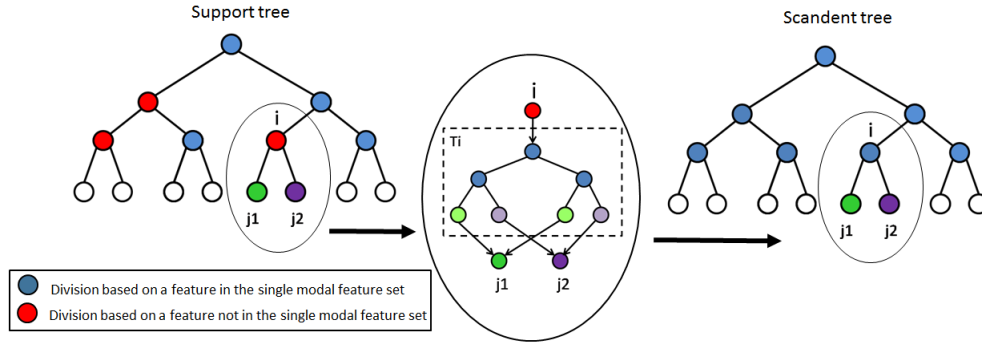 Support tree
Scandent tree
i
i
i
Ti
j1 j2
j1 j2
j1 j2
Division based on a feature in the single modal feature set
Division based on a feature not in the single modal feature set